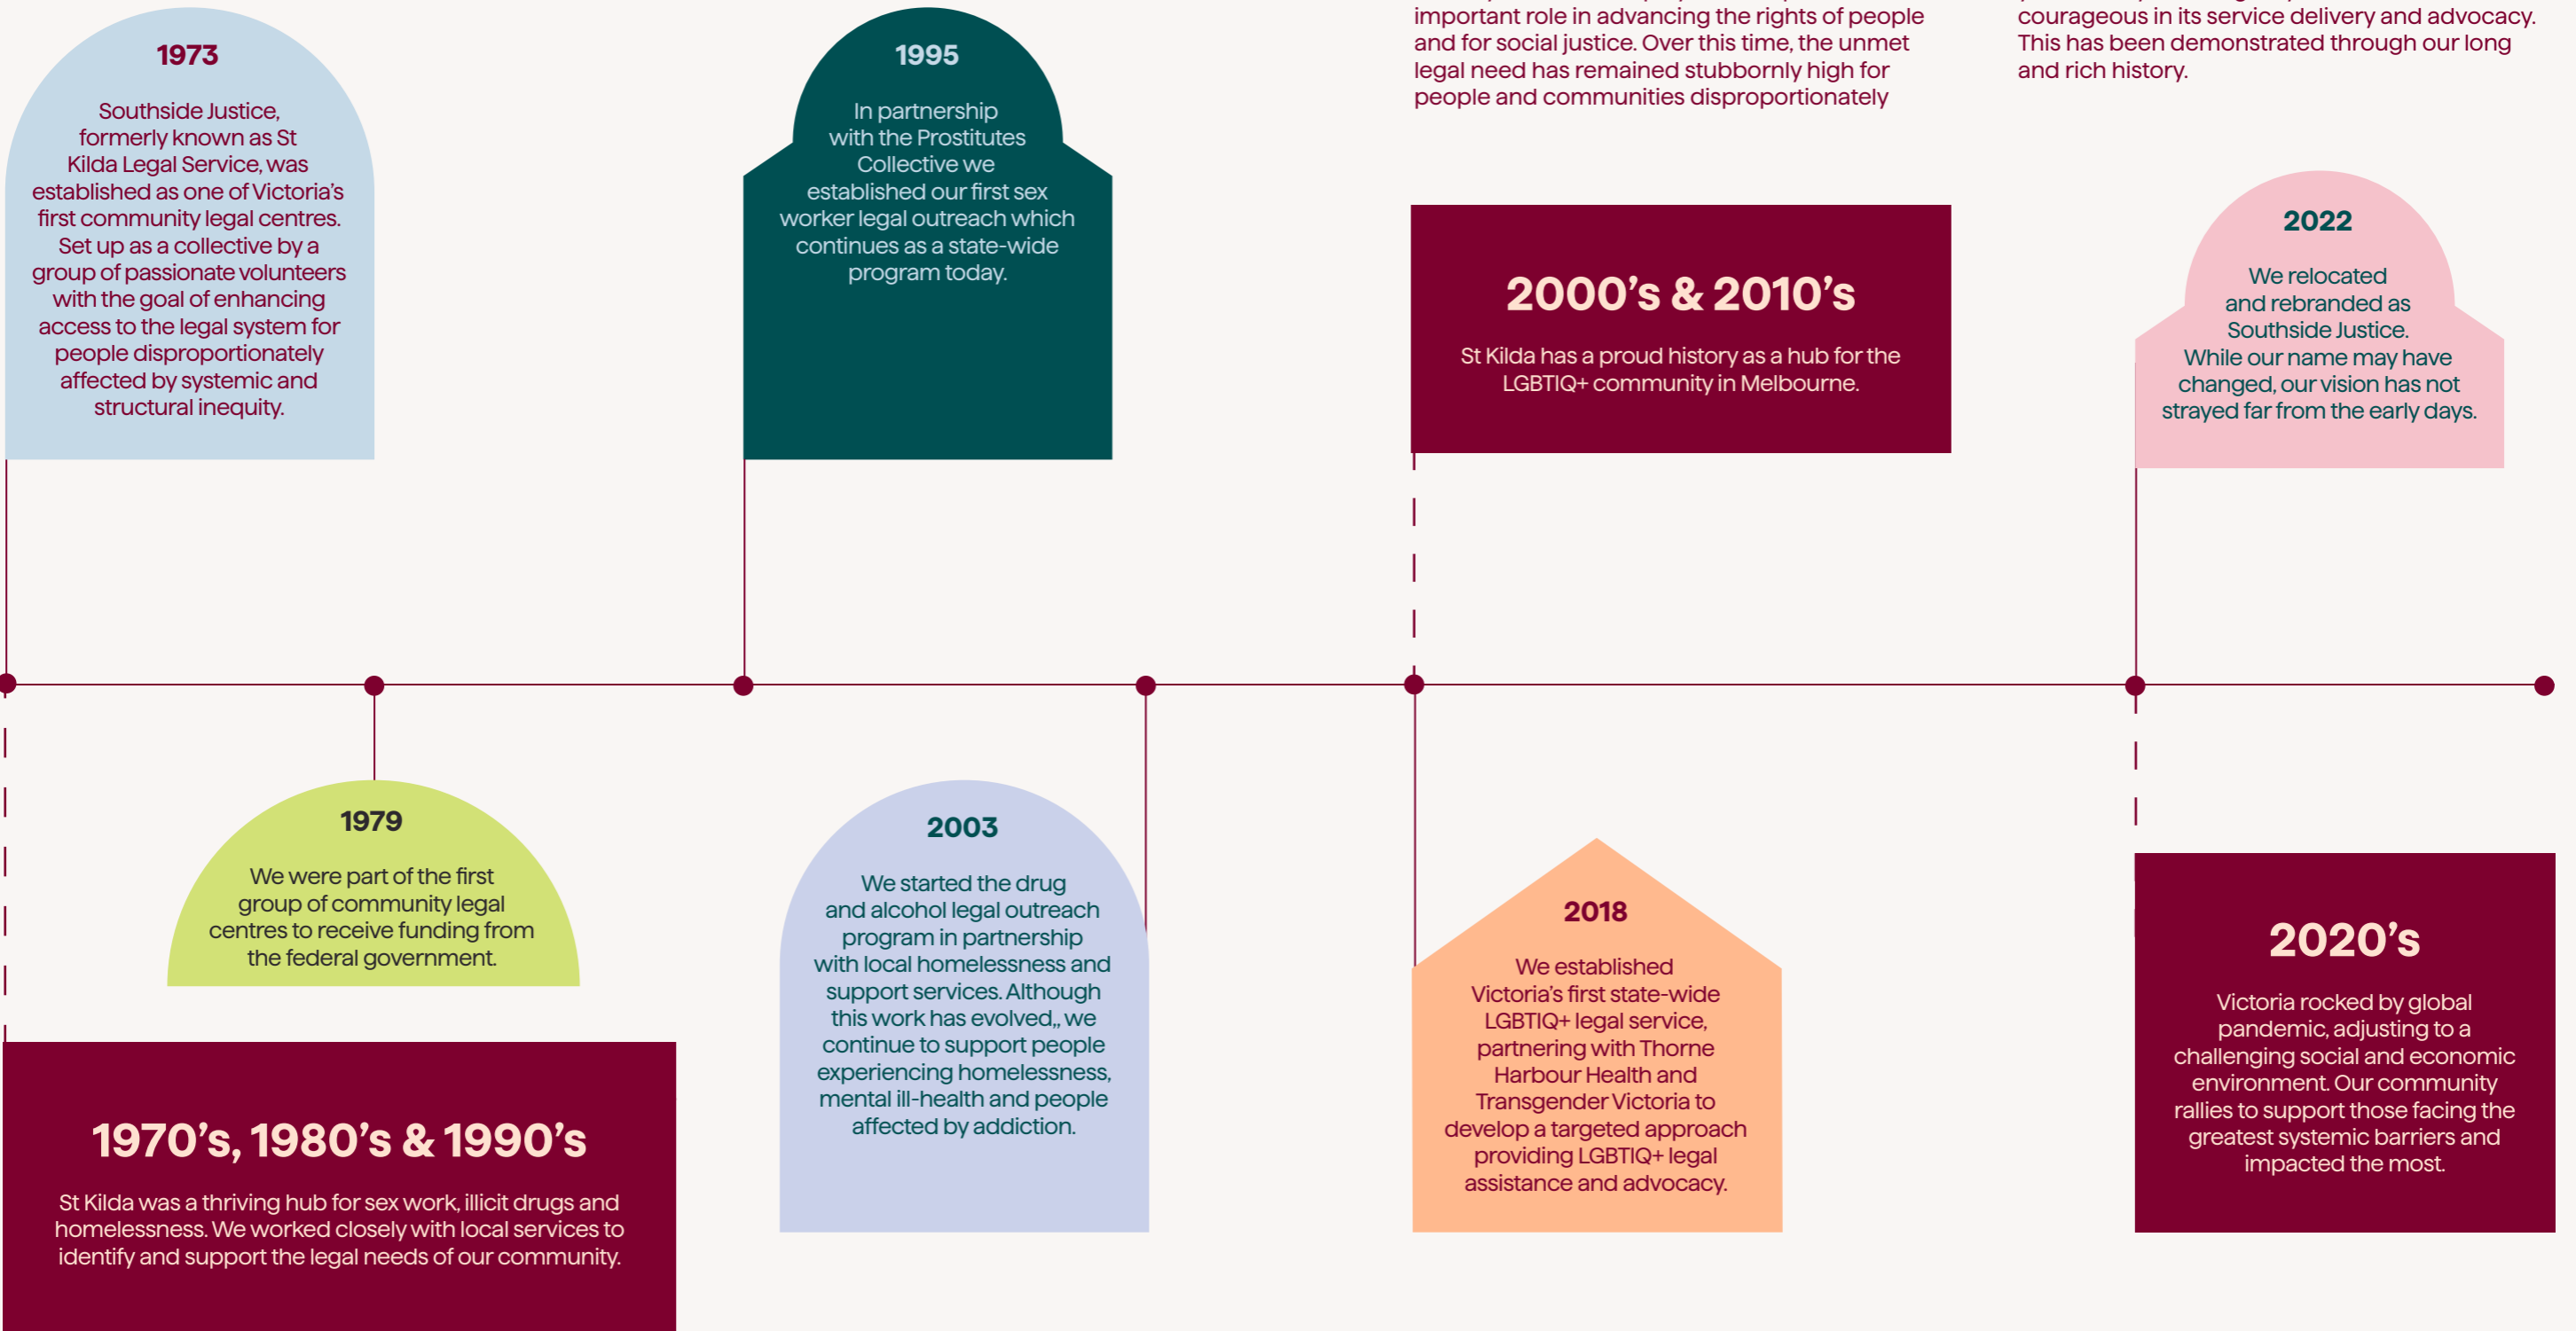 important role in advancing the rights of people
and for social justice. Over this time, the unmet
legal need has remained stubbornly high for
people and communities disproportionately
courageous in its service delivery and advocacy.
This has been demonstrated through our long
and rich history.
1973
Southside Justice,
formerly known as St
Kilda Legal Service, was
established as one of Victoria’s
first community legal centres.
Set up as a collective by a
group of passionate volunteers
with the goal of enhancing
access to the legal system for
people disproportionately
affected by systemic and
structural inequity.
1995
In partnership
with the Prostitutes
Collective we
established our first sex
worker legal outreach which
continues as a state-wide
program today.
2000’s & 2010’s
St Kilda has a proud history as a hub for the
LGBTIQ+ community in Melbourne.
2022
We relocated
and rebranded as
Southside Justice.
While our name may have
changed, our vision has not
strayed far from the early days.
1979
We were part of the first
group of community legal
centres to receive funding from
the federal government.
1970’s, 1980’s & 1990’s
St Kilda was a thriving hub for sex work, illicit drugs and
homelessness. We worked closely with local services to
identify and support the legal needs of our community.
2003
We started the drug
and alcohol legal outreach
program in partnership
with local homelessness and
support services. Although
this work has evolved,, we
continue to support people
experiencing homelessness,
mental ill-health and people
affected by addiction.
2018
We established
Victoria’s first state-wide
LGBTIQ+ legal service,
partnering with Thorne
Harbour Health and
Transgender Victoria to
develop a targeted approach
providing LGBTIQ+ legal
assistance and advocacy.
2020’s
Victoria rocked by global
pandemic, adjusting to a
challenging social and economic
environment. Our community
rallies to support those facing the
greatest systemic barriers and
impacted the most.